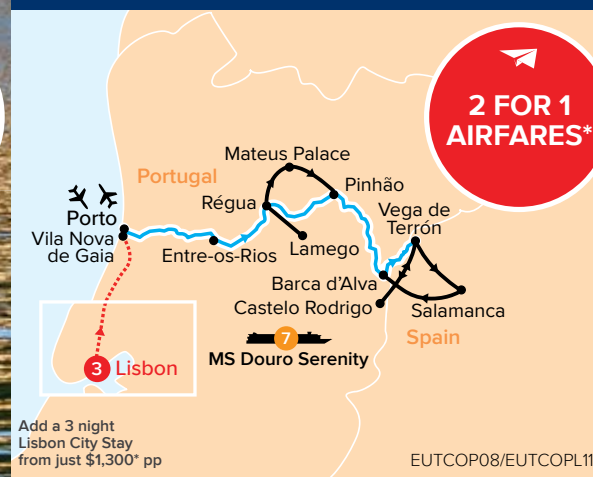 2 FOR 1
AIRFARES*
Mateus Palace
Portugal
Pinhão
Régua
Vega de
Terrón
Porto
Vila Nova
de Gaia
Entre-os-Rios
Lamego
Barca d'Alva
Castelo Rodrigo
Salamanca
Spain
7
MS Douro Serenity
3 Lisbon
Add a 3 night
Lisbon City Stay
from just $1,300* pp
EUTCOP08/EUTCOPL11